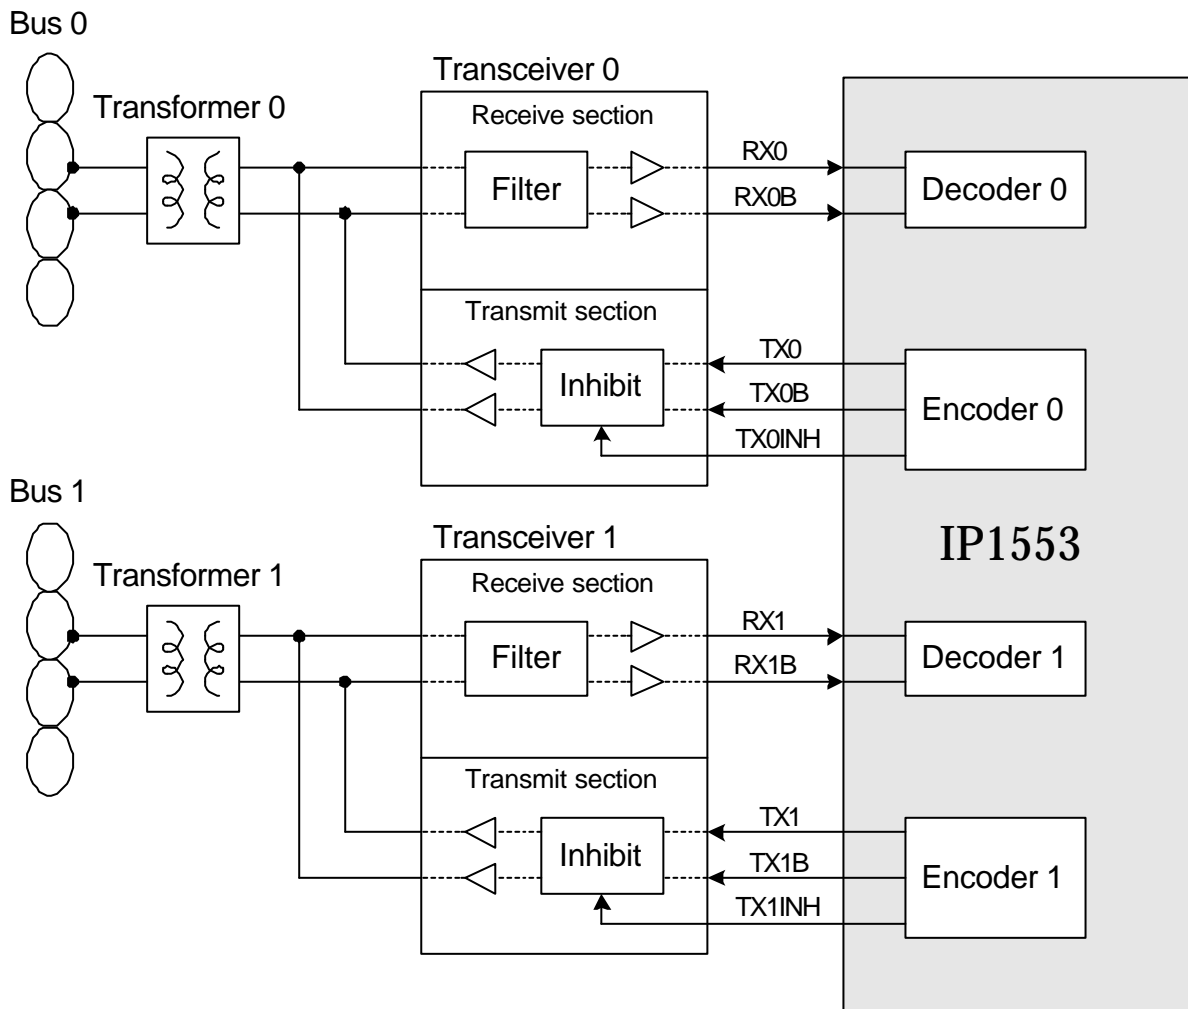 Bus 0
Transformer 0
Transceiver 0
Receive section
Filter
RX0
RX0B
Decoder 0
Transmit section
Inhibit
TX0
TX0B
TX0INH
Encoder 0
IP1553
Bus 1
Transformer 1
Transceiver 1
Receive section
Filter
RX1
RX1B
Decoder 1
Transmit section
Inhibit
TX1
TX1B
TX1INH
Encoder 1